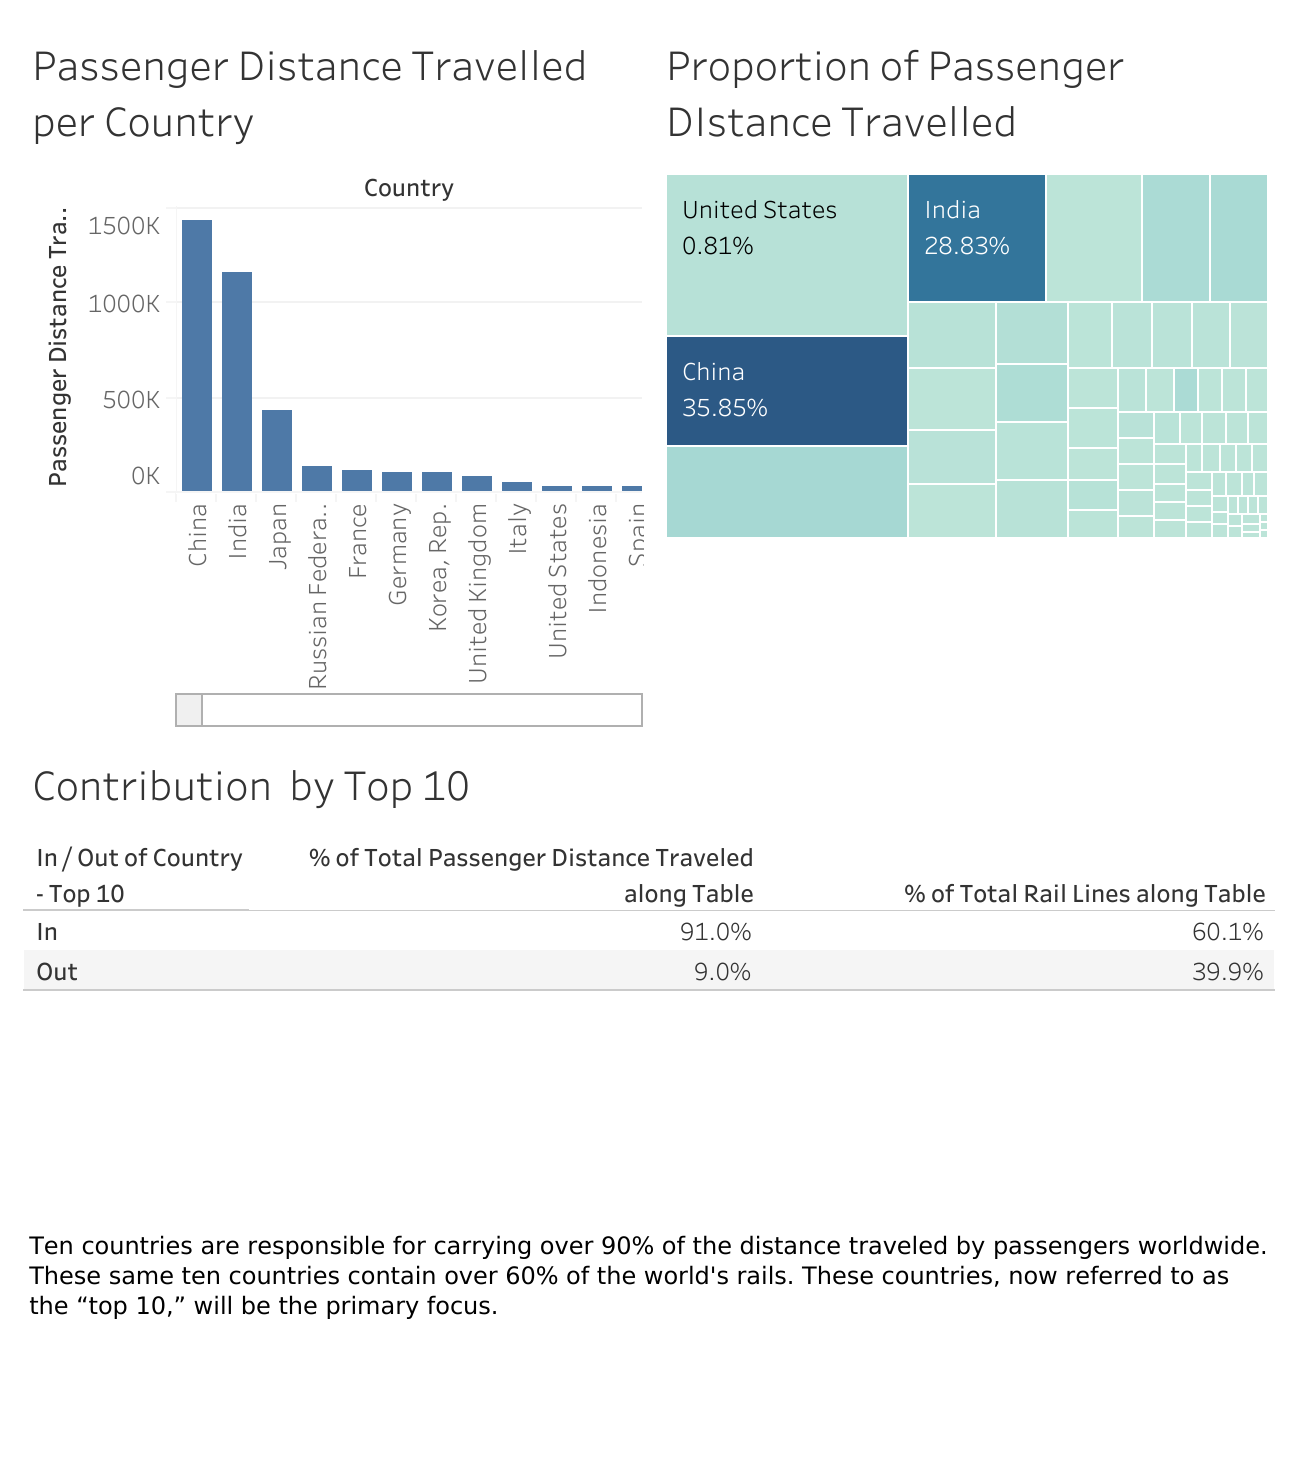 Passenger Distance Travelled
per Country
Country
Passenger Distance Tra..
1500K
1000K
500K
0K
China
India
Japan
Russian Federa..
France
Germany
Korea, Rep.
United Kingdom
Italy
United States
Indonesia
Spain
Proportion of Passenger
DIstance Travelled
United States
0.81%
India
28.83%
China
35.85%
Contribution by Top 10
In / Out of Country
- Top 10
% of Total Passenger Distance Traveled
along Table
% of Total Rail Lines along Table
In 91.0% 60.1%
Out 9.0% 39.9%
Ten countries are responsible for carrying over 90% of the distance traveled by passengers worldwide.
These same ten countries contain over 60% of the world's rails. These countries, now referred to as
the “top 10,” will be the primary focus.